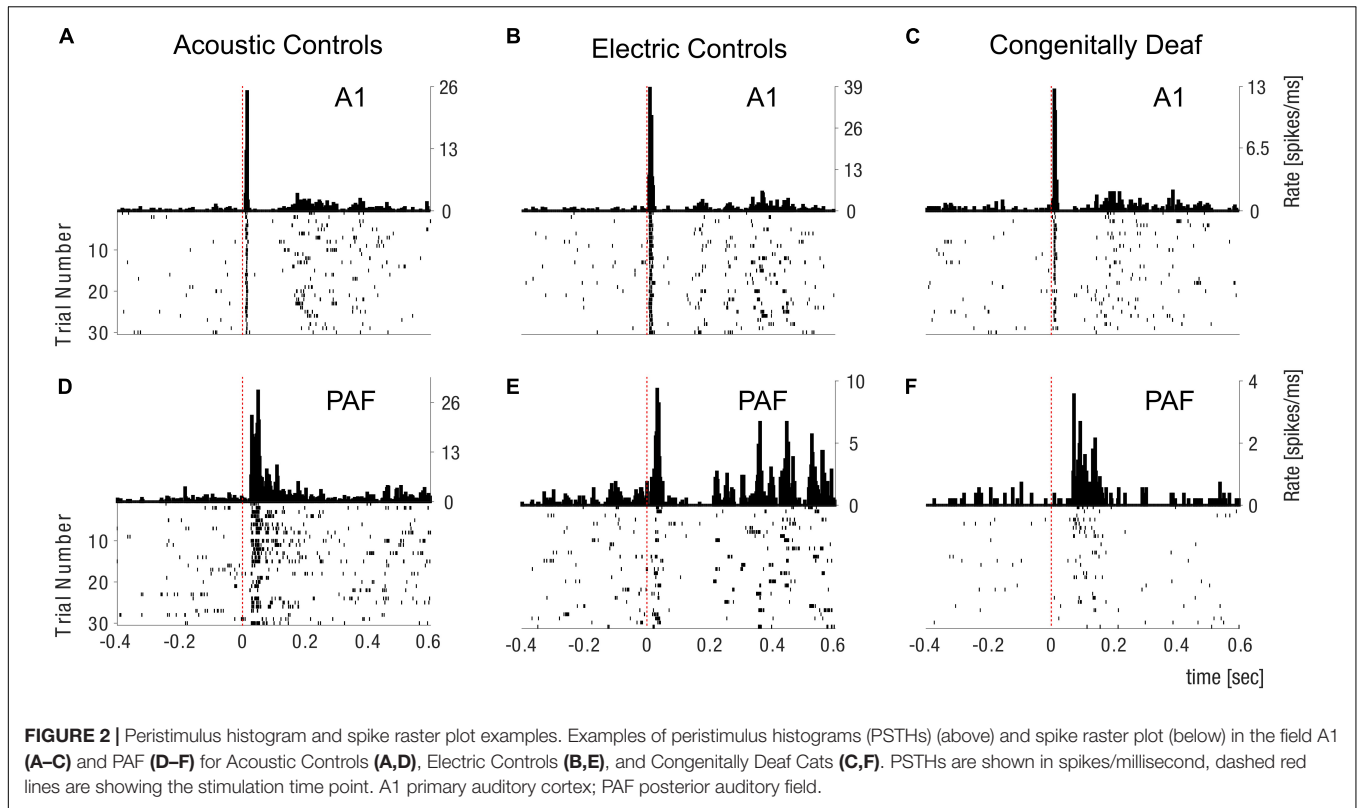 A Acoustic Controls
B Electric Controls
C Congenitally Deaf
A1
26
13
0
Trial Number
10
20
30
A1
39
26
13
0
A1
13
6.5
0
Rate [spikes/ms]
D
PAF
26
13
0
Trial Number
10
20
30
-0.4 -0.2 0 0.2 0.4 0.6
E
PAF
10
5
0
-0.4 -0.2 0 0.2 0.4 0.6
F
PAF
4
2
0
Rate [spikes/ms]
-0.4 -0.2 0 0.2 0.4 0.6
time [sec]
FIGURE 2 | Peristimulus histogram and spike raster plot examples. Examples of peristimulus histograms (PSTHs) (above) and spike raster plot (below) in the field A1
(A–C) and PAF (D–F) for Acoustic Controls (A,D), Electric Controls (B,E), and Congenitally Deaf Cats (C,F). PSTHs are shown in spikes/millisecond, dashed red
lines are showing the stimulation time point. A1 primary auditory cortex; PAF posterior auditory field.